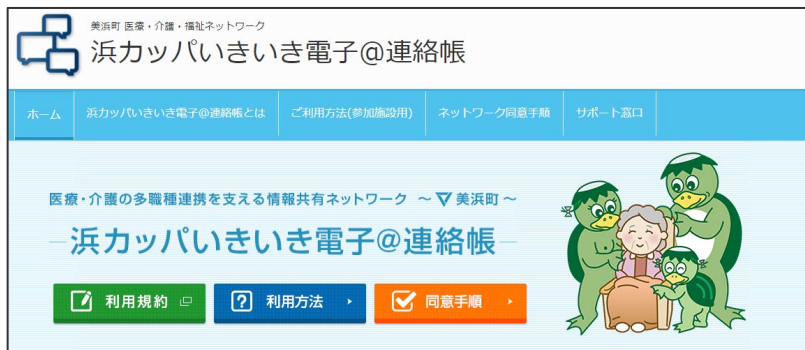 美浜町 医療・介護・福祉ネットワーク
浜カッパいきいき電子@連絡帳
ホーム
浜カッパいきいき電子@連絡帳とは
ご利用方法(参加施設用)
ネットワーク同意手順
サポート窓口
医療・介護の多職種連携を支える情報共有ネットワーク ～ 美浜町～
－浜カッパいきいき電子@連絡帳－
利用規約
利用方法
同意手順